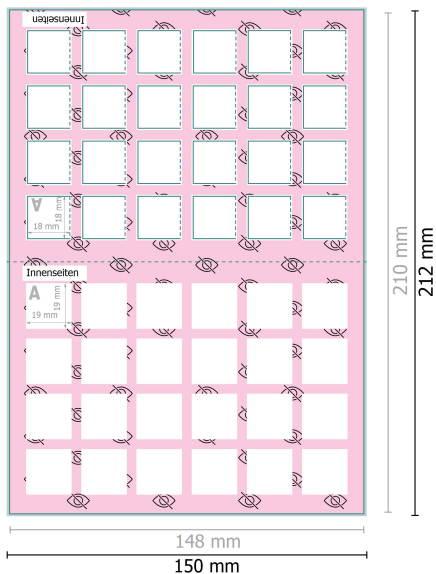 Innenseiten
A
18 mm
18 mm
Innenseiten
A
19 mm
19 mm
210 mm
212 mm
148 mm
150 mm